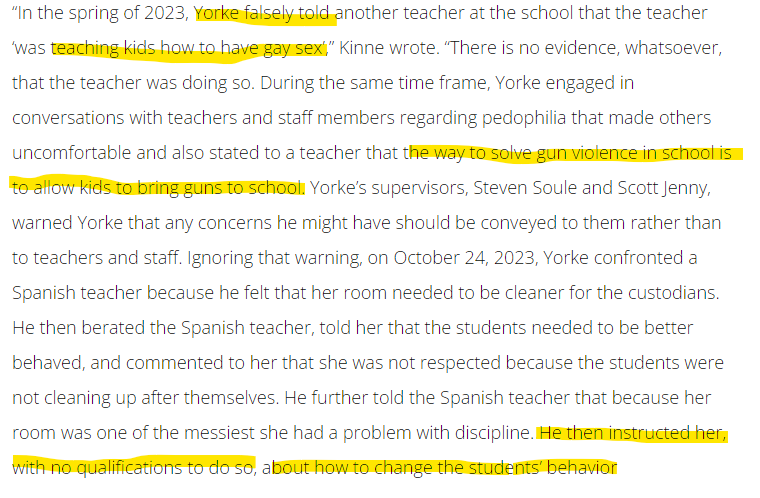 “In the spring of 2023, Yorke falsely told another teacher at the school that the teacher
‘was teaching kids how to have gay sex’,” Kinne wrote. “There is no evidence, whatsoever,
that the teacher was doing so. During the same time frame, Yorke engaged in
conversations with teachers and staff members regarding pedophilia that made others
uncomfortable and also stated to a teacher that the way to solve gun violence in school is
to allow kids to bring guns to school. Yorke’s supervisors, Steven Soule and Scott Jenny,
warned Yorke that any concerns he might have should be conveyed to them rather than
to teachers and staff. Ignoring that warning, on October 24, 2023, Yorke confronted a
Spanish teacher because he felt that her room needed to be cleaner for the custodians.
He then berated the Spanish teacher, told her that the students needed to be better
behaved, and commented to her that she was not respected because the students were
not cleaning up after themselves. He further told the Spanish teacher that because her
room was one of the messiest she had a problem with discipline. He then instructed her,
with no qualifications to do so, about how to change the students’ behavior